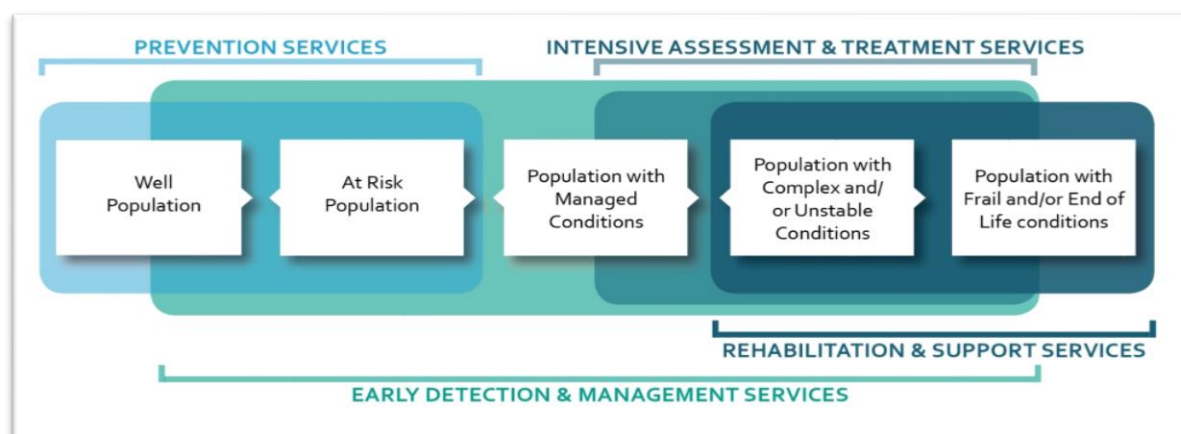 PREVENTION SERVICES
INTENSIVE ASSESSMENT & TREATMENT SERVICES
Well
Population
At Risk
Population
Population with
Managed
Conditions
Population with
Complex and/
or Unstable
Conditions
Population with
Frail and/or End of
Life conditions
REHABILITATION & SUPPORT SERVICES
EARLY DETECTION & MANAGEMENT SERVICES